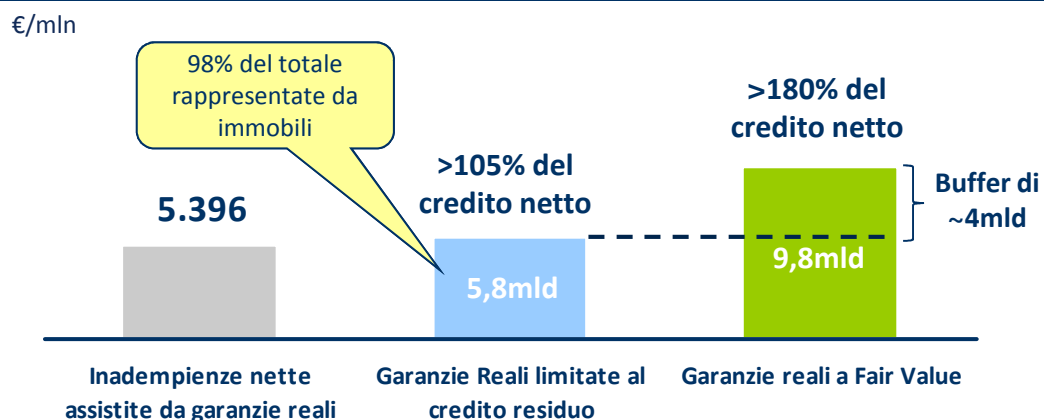 €/mln
98% del totale
rappresentate da
immobili
5.396
>105% del
credito netto
5,8mld
>180% del
credito netto
9,8mld
Buffer di
~4mld
Inadempienze nette
assistite da garanzie reali
Garanzie Reali limitate al
credito residuo
Garanzie reali a Fair Value